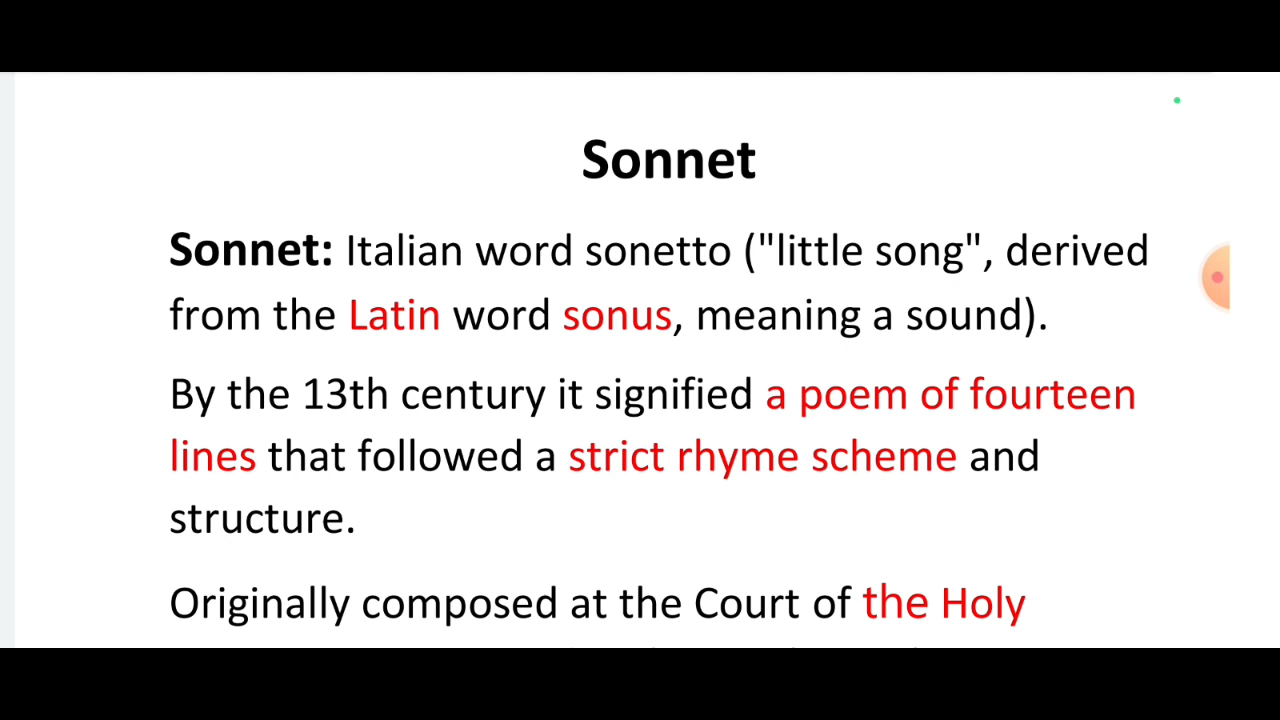 Sonnet
Sonnet: Italian word sonetto ("little song", derived
from the Latin word sonus, meaning a sound).
By the 13th century it signified a poem of fourteen
lines that followed a strict rhyme scheme and
structure.
Originally composed at the Court of the Holy